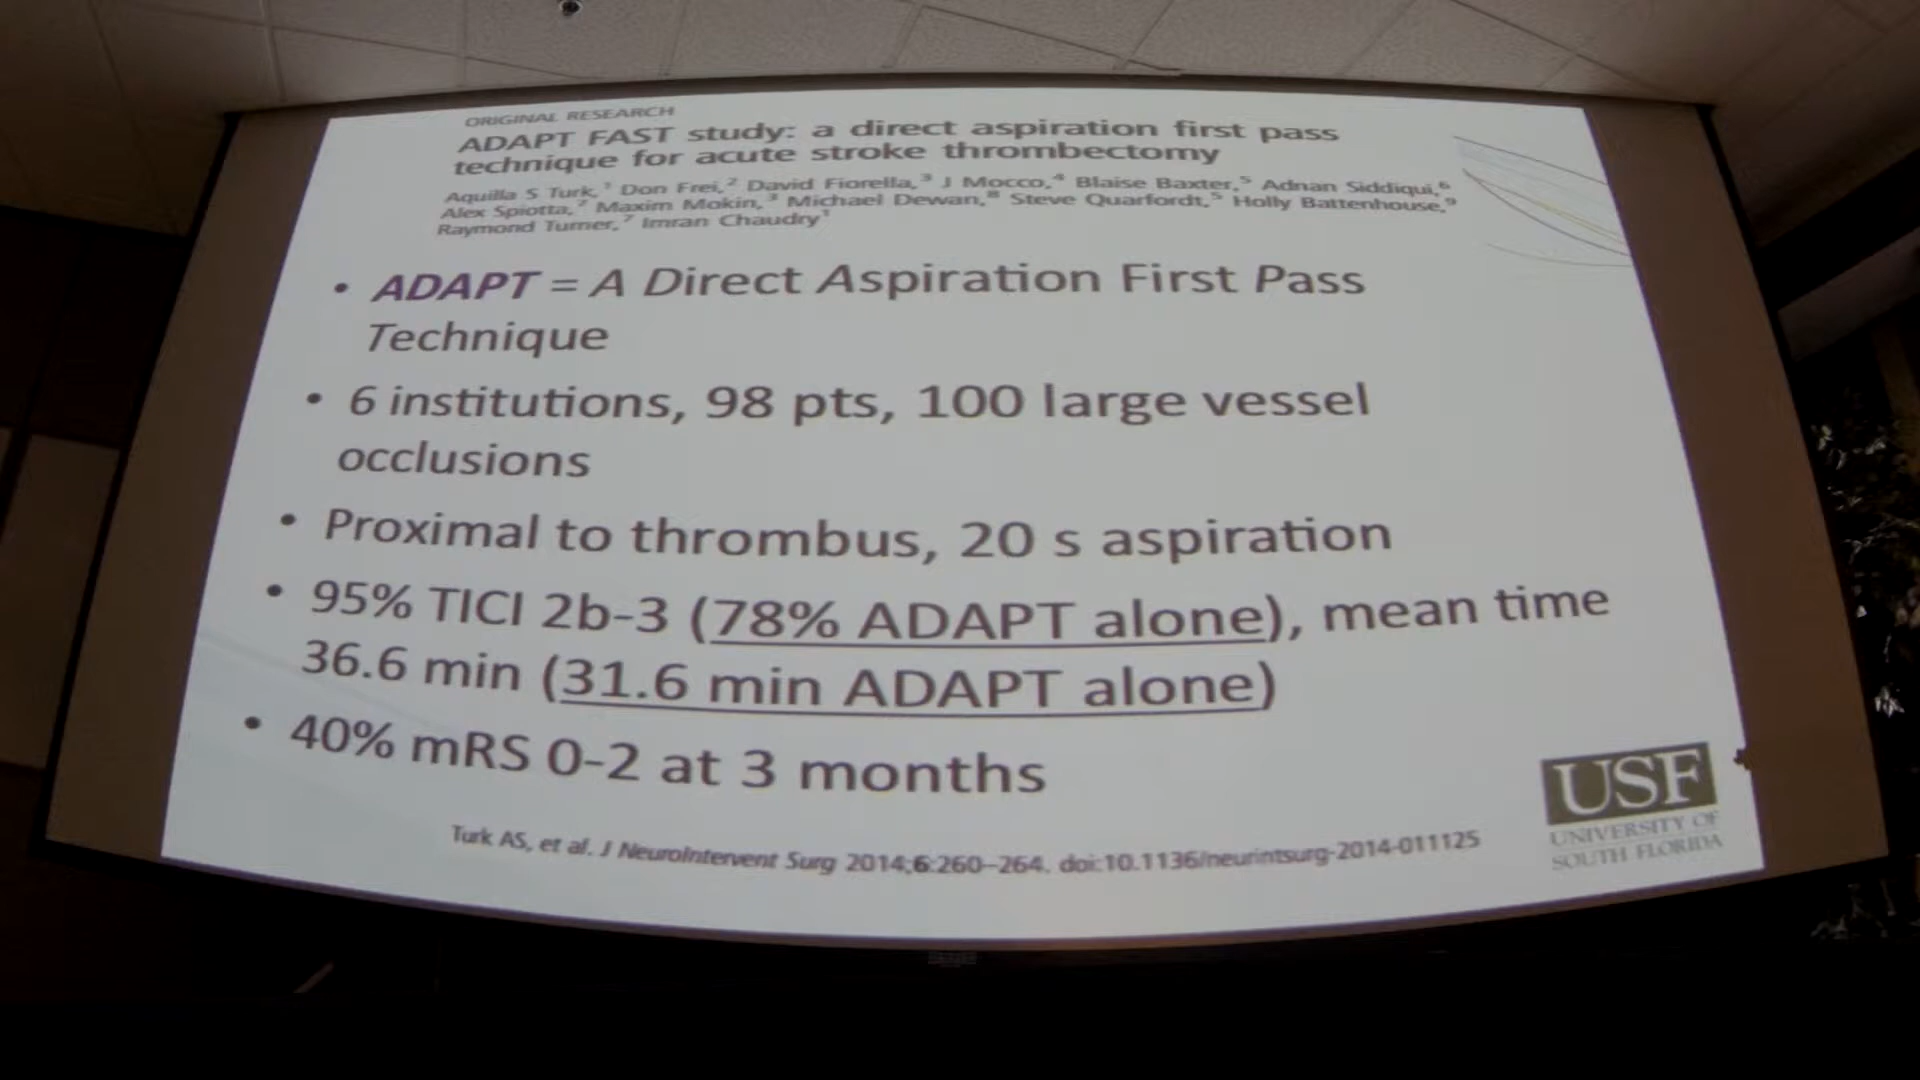 ORIGINAL RESEARCH
ADAPT FAST study: a direct aspiration first pass
technique for acute stroke thrombectomy
Aquilla S Turk,¹ Don Frei,² David Fiorella,³ J Mocco,⁴ Blaise Baxter,⁵ Adnan Siddiqui,⁶
Alex Spiotta,⁷ Maxim Mokin,³ Michael Dewan,⁸ Steve Quarfordt,⁵ Holly Battenhouse,⁹
Raymond Turner,⁷ Imran Chaudry¹
• ADAPT = A Direct Aspiration First Pass
Technique
• 6 institutions, 98 pts, 100 large vessel
occlusions
• Proximal to thrombus, 20 s aspiration
• 95% TICI 2b-3 (78% ADAPT alone), mean time
36.6 min (31.6 min ADAPT alone)
• 40% mRS 0-2 at 3 months
Turk AS, et al. J NeuroIntervent Surg 2014;6:260–264. doi:10.1136/neurintsurg-2014-011125
USF
UNIVERSITY OF
SOUTH FLORIDA